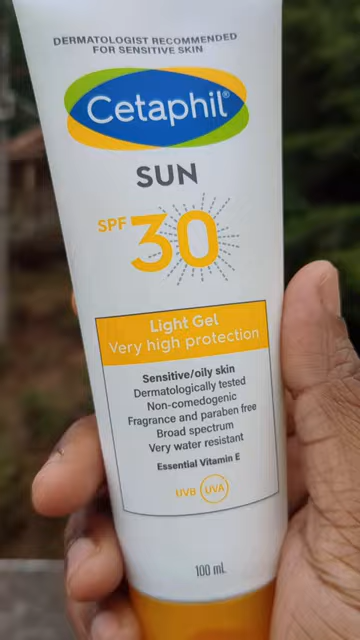 DERMATOLOGIST RECOMMENDED
FOR SENSITIVE SKIN
Cetaphil®
SUN
SPF 30
Light Gel
Very high protection
Sensitive/oily skin
Dermatologically tested
Non-comedogenic
Fragrance and paraben free
Broad spectrum
Very water resistant
Essential Vitamin E
UVB UVA
100 mL